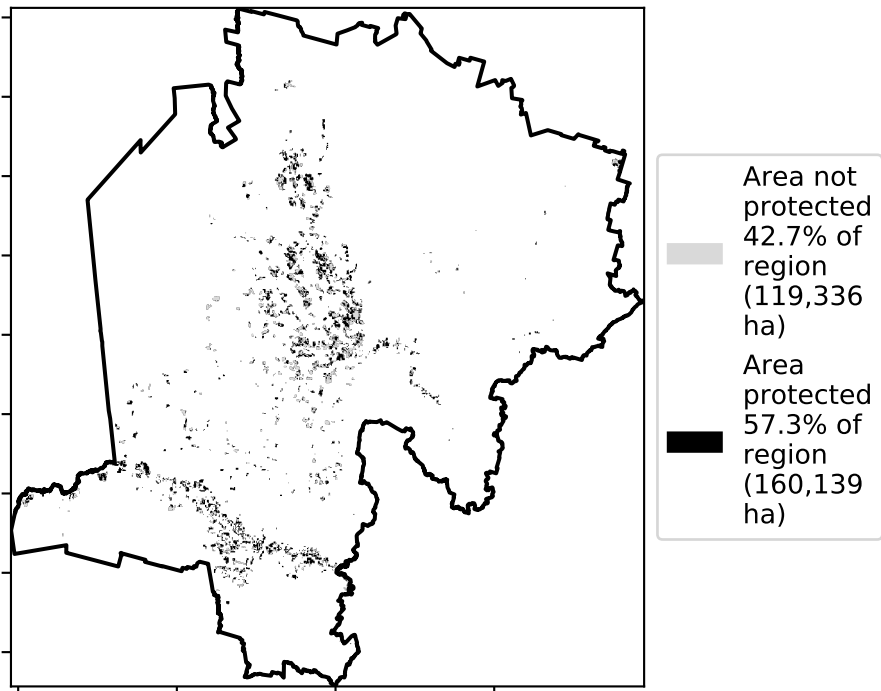 Area not
protected
42.7% of
region
(119,336
ha)
Area
protected
57.3% of
region
(160,139
ha)